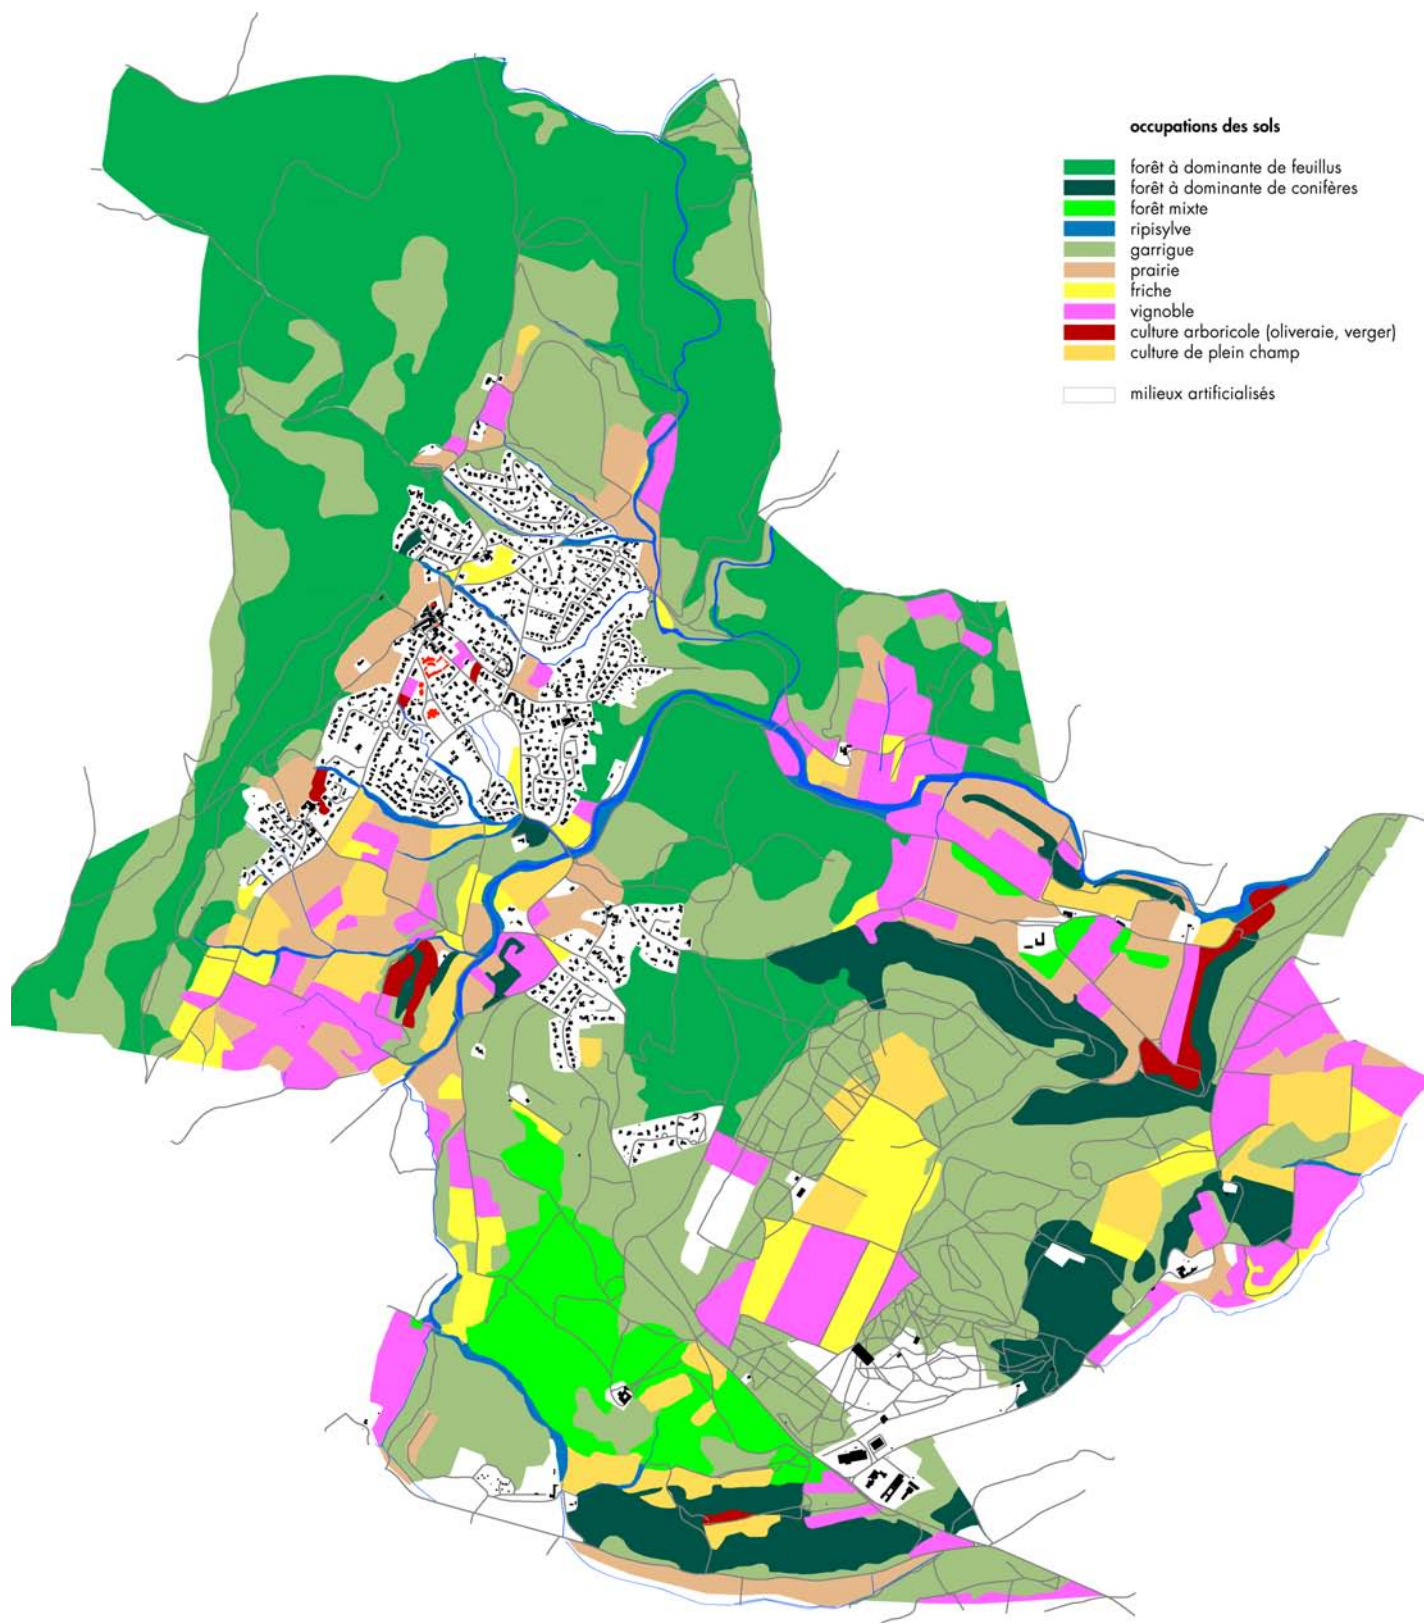 occupations des sols
forêt à dominante de feuillus
forêt à dominante de conifères
forêt mixte
ripisylve
garrigue
prairie
friche
vignoble
culture arboricole (oliveraie, verger)
culture de plein champ
milieux artificialisés